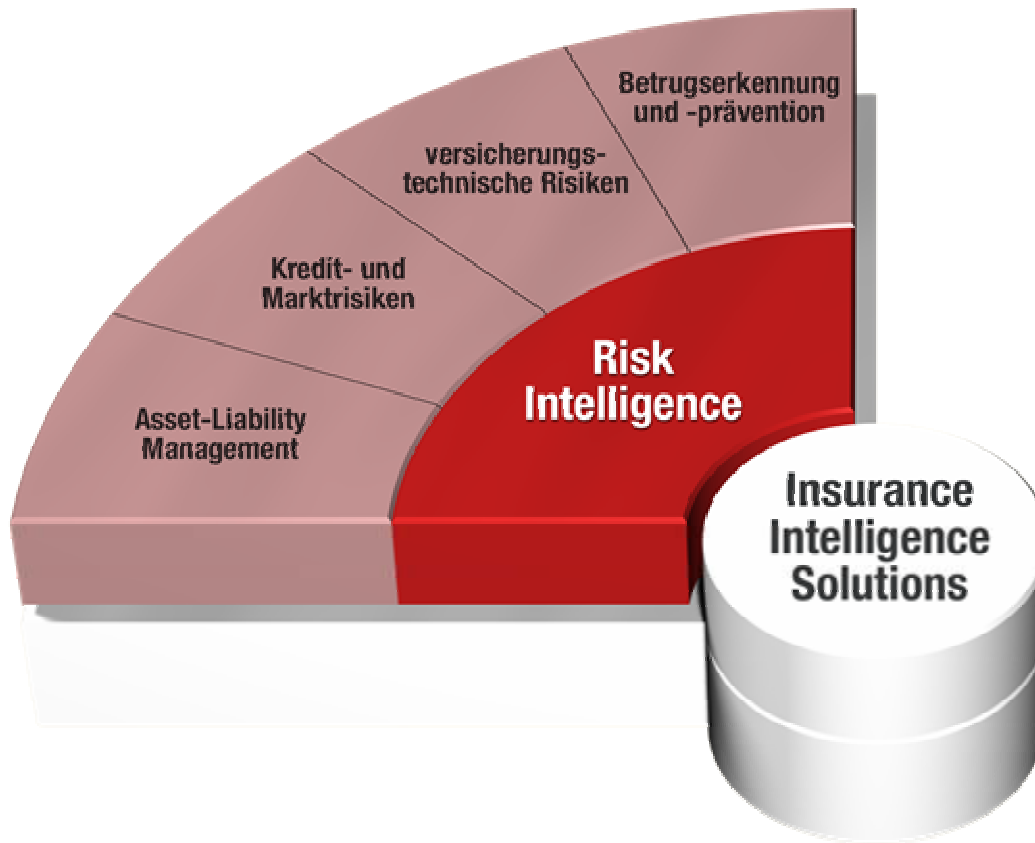 Betrugserkennung
und -prävention
versicherungs-
technische Risiken
Kredit- und
Marktrisiken
Asset-Liability
Management
Risk
Intelligence
Insurance
Intelligence
Solutions